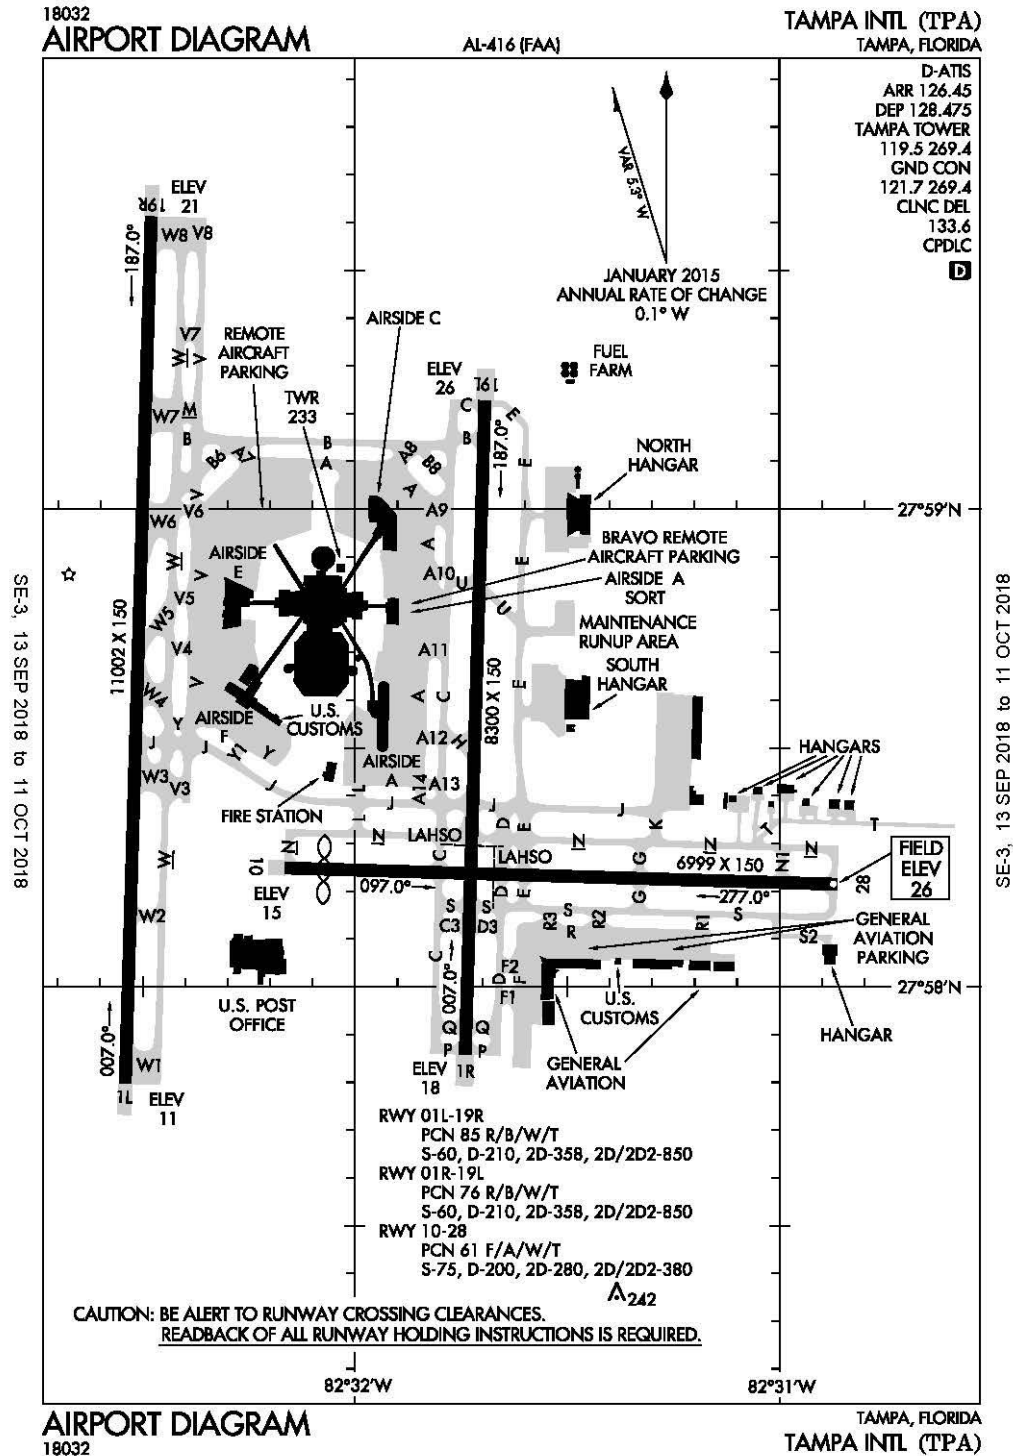 18032
AIRPORT DIAGRAM
AL-416 (FAA)
TAMPA INTL (TPA)
TAMPA, FLORIDA
D-ATIS
ARR 126.45
DEP 128.475
TAMPA TOWER
119.5 269.4
GND CON
121.7 269.4
CLNC DEL
133.6
CPDLC
D
VAR 5.3° W
JANUARY 2015
ANNUAL RATE OF CHANGE
0.1° W
19R
ELEV
21
W8 V8
187.0°
V7
W
V
REMOTE
AIRCRAFT
PARKING
AIRSIDE C
TWR
233
ELEV
26
19L
FUEL
FARM
W7
M
B
B6
A7
B
A
A8
B8
A
C
B
E
187.0°
E
NORTH
HANGAR
V
V6
W6
A9
27°59'N
W
V
AIRSIDE
E
A
A10
U
U
E
BRAVO REMOTE
AIRCRAFT PARKING
AIRSIDE A
SORT
V5
W5
11002 X 150
V4
A11
MAINTENANCE
RUNUP AREA
SOUTH
HANGAR
W4
V
A
C
E
8300 X 150
Y
AIRSIDE
F
U.S.
CUSTOMS
J
J
Y1
Y
A12
H
AIRSIDE
A
W3
V3
J
FIRE STATION
L
J
A14
A13
J
D
E
J
K
HANGARS
T
T
L
N
N
LAHSO
LAHSO
N
N
N
N1
W
10
C
G
G
6999 X 150
FIELD
ELEV
26
28
097.0°
D
E
277.0°
ELEV
15
W2
S
C3
S
D3
R3
S
R
R2
R1
S
S2
GENERAL
AVIATION
PARKING
C
007.0°
D
F2
F
F1
27°58'N
U.S. POST
OFFICE
U.S.
CUSTOMS
HANGAR
007.0°
W1
Q
Q
P
P
1R
ELEV
18
GENERAL
AVIATION
1L
ELEV
11
RWY 01L-19R
PCN 85 R/B/W/T
S-60, D-210, 2D-358, 2D/2D2-850
RWY 01R-19L
PCN 76 R/B/W/T
S-60, D-210, 2D-358, 2D/2D2-850
RWY 10-28
PCN 61 F/A/W/T
S-75, D-200, 2D-280, 2D/2D2-380
242
CAUTION: BE ALERT TO RUNWAY CROSSING CLEARANCES.
READBACK OF ALL RUNWAY HOLDING INSTRUCTIONS IS REQUIRED.
82°32'W
82°31'W
SE-3, 13 SEP 2018 to 11 OCT 2018
SE-3, 13 SEP 2018 to 11 OCT 2018
AIRPORT DIAGRAM
18032
TAMPA, FLORIDA
TAMPA INTL (TPA)